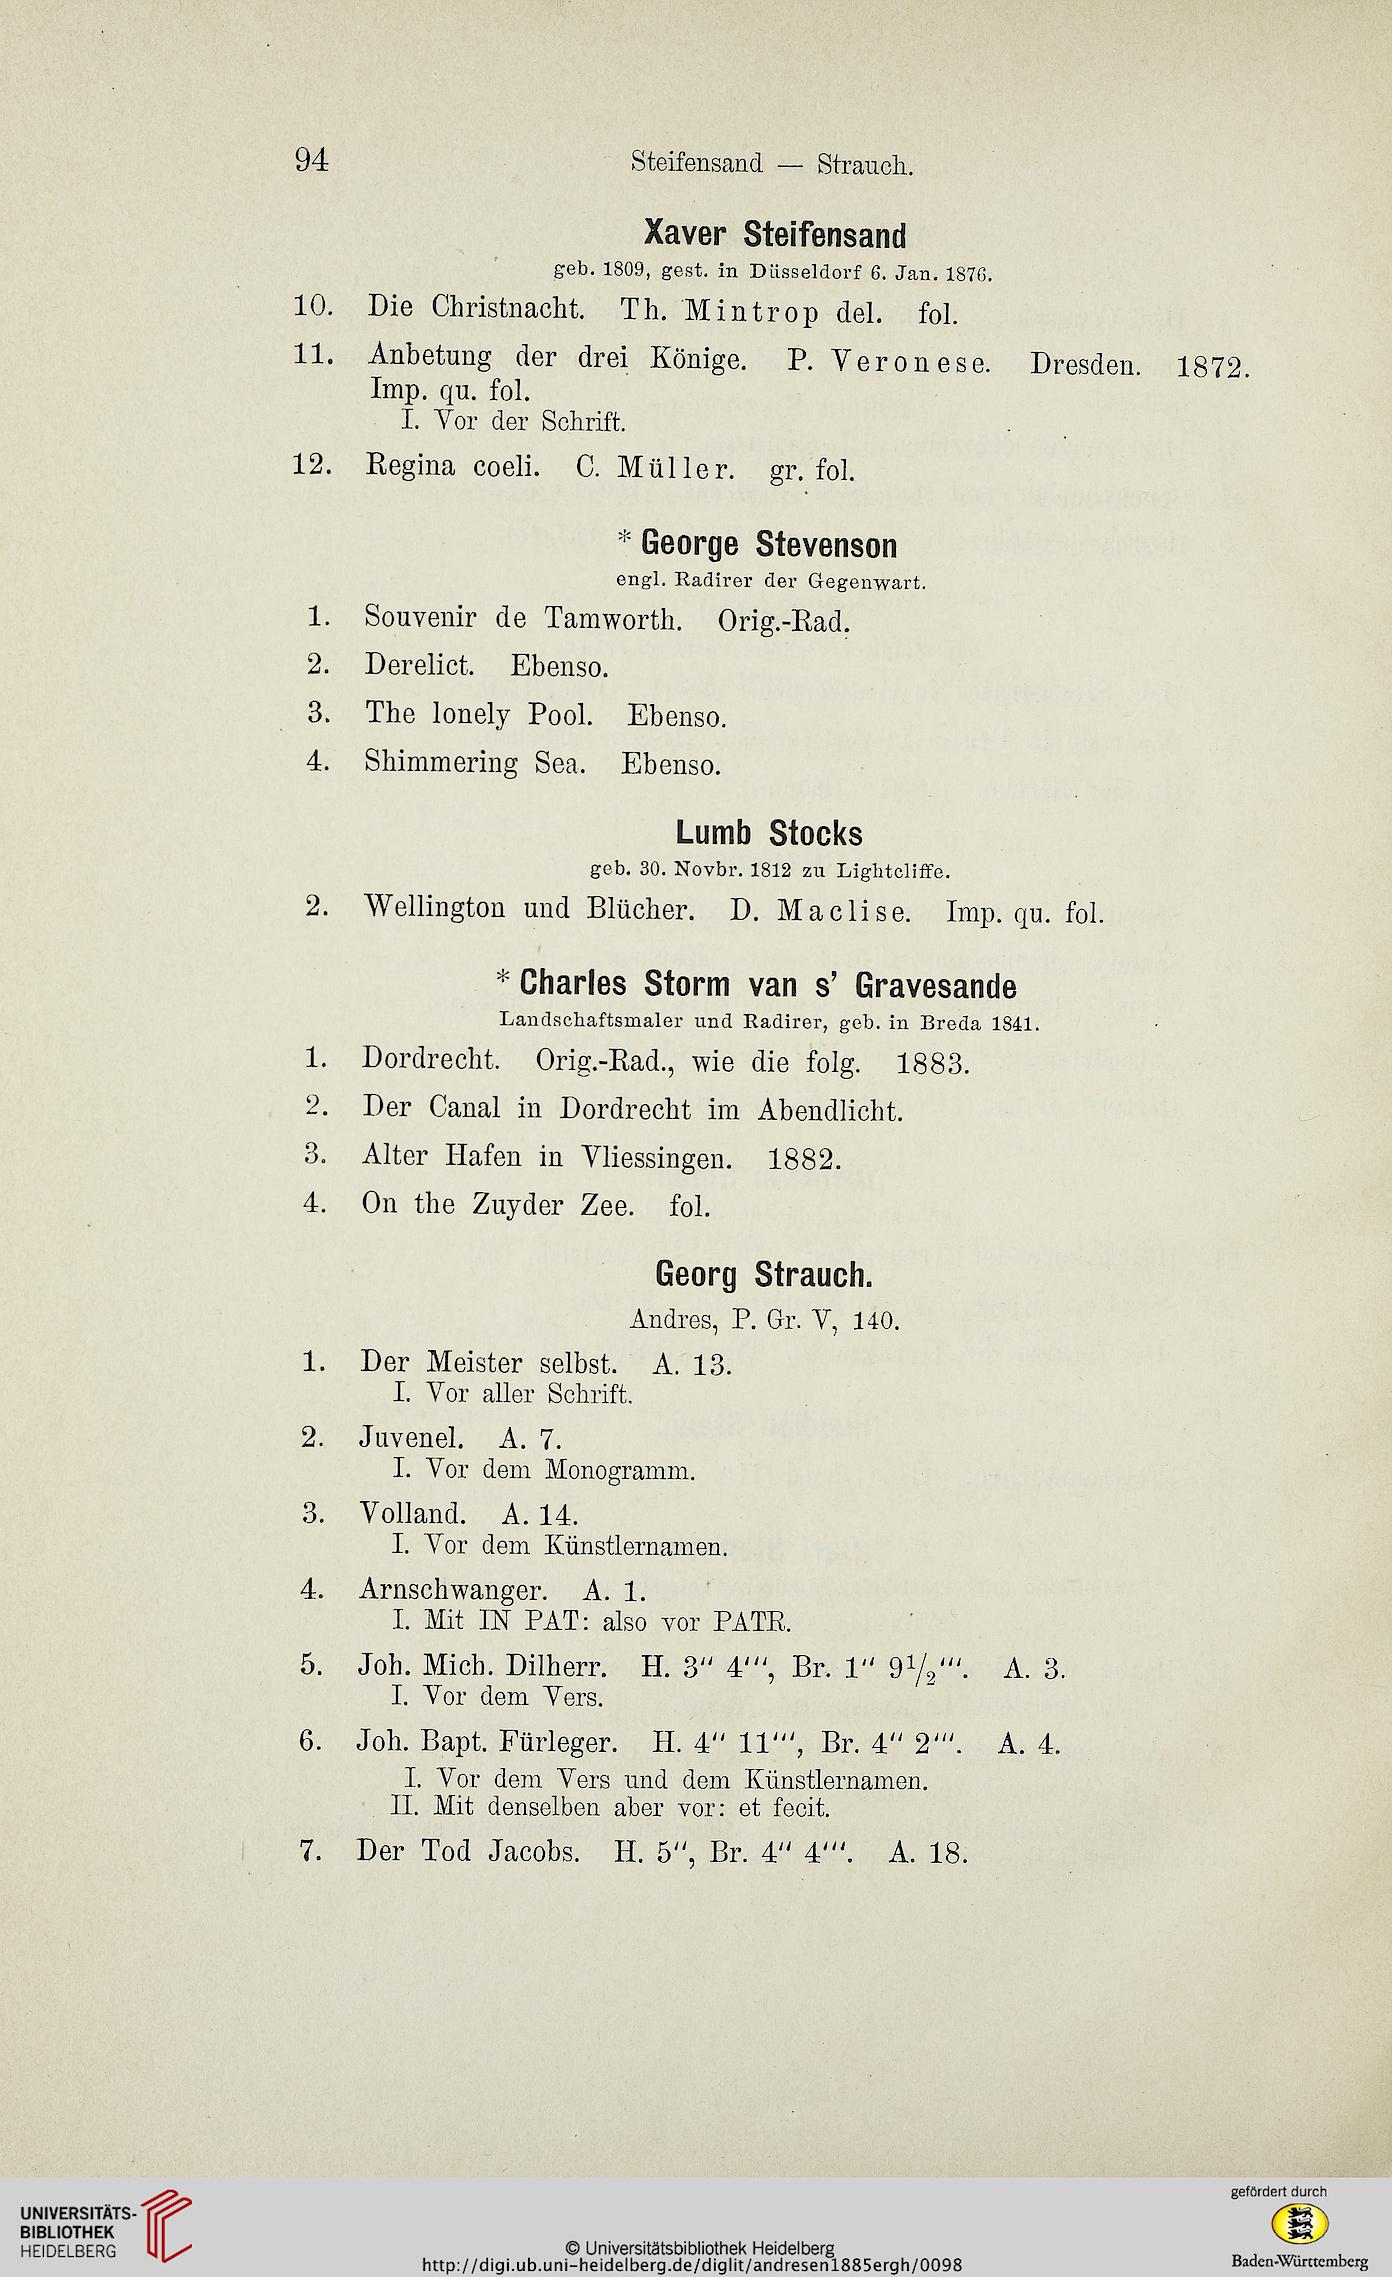 94 Steifensand — Strauch.
Xaver Steifensand
geb. 1809, gest. in Düsseldorf 6. Jan. 1876.
10. Die Christnacht. Th. Mintrop del. fol.
11. Anbetung der drei Könige. P. Veronese. Dresden. 1872.
Imp. qu. fol.
I. Vor der Schrift.
12. Regina coeli. C. Müller. gr. fol.
* George Stevenson
engl. Radirer der Gegenwart.
1. Souvenir de Tamworth. Orig.-Rad.
2. Derelict. Ebenso.
3. The lonely Pool. Ebenso.
4. Shimmering Sea. Ebenso.
Lumb Stocks
geb. 30. Novbr. 1812 zu Lightcliffe.
2. Wellington und Blücher. D. Maclise. Imp. qu. fol.
* Charles Storm van s’ Gravesande
Landschaftsmaler und Radirer, geb. in Breda 1841.
1. Dordrecht. Orig.-Rad., wie die folg. 1883.
2. Der Canal in Dordrecht im Abendlicht.
3. Alter Hafen in Vliessingen. 1882.
4. On the Zuyder Zee. fol.
Georg Strauch.
Andres, P. Gr. V, 140.
1. Der Meister selbst. A. 13.
I. Vor aller Schrift.
2. Juvenel. A. 7.
I. Vor dem Monogramm.
3. Volland. A. 14.
I. Vor dem Künstlernamen.
4. Arnschwanger. A. 1.
I. Mit IN PAT: also vor PATR.
5. Joh. Mich. Dilherr. H. 3″ 4‴, Br. 1″ 9½‴. A. 3.
I. Vor dem Vers.
6. Joh. Bapt. Fürleger. H. 4″ 11‴, Br. 4″ 2‴. A. 4.
I. Vor dem Vers und dem Künstlernamen.
II. Mit denselben aber vor: et fecit.
7. Der Tod Jacobs. H. 5″, Br. 4″ 4‴. A. 18.
UNIVERSITÄTS-
BIBLIOTHEK
HEIDELBERG
© Universitätsbibliothek Heidelberg
http://digi.ub.uni-heidelberg.de/diglit/andresen1885ergh/0098
gefördert durch
Baden-Württemberg